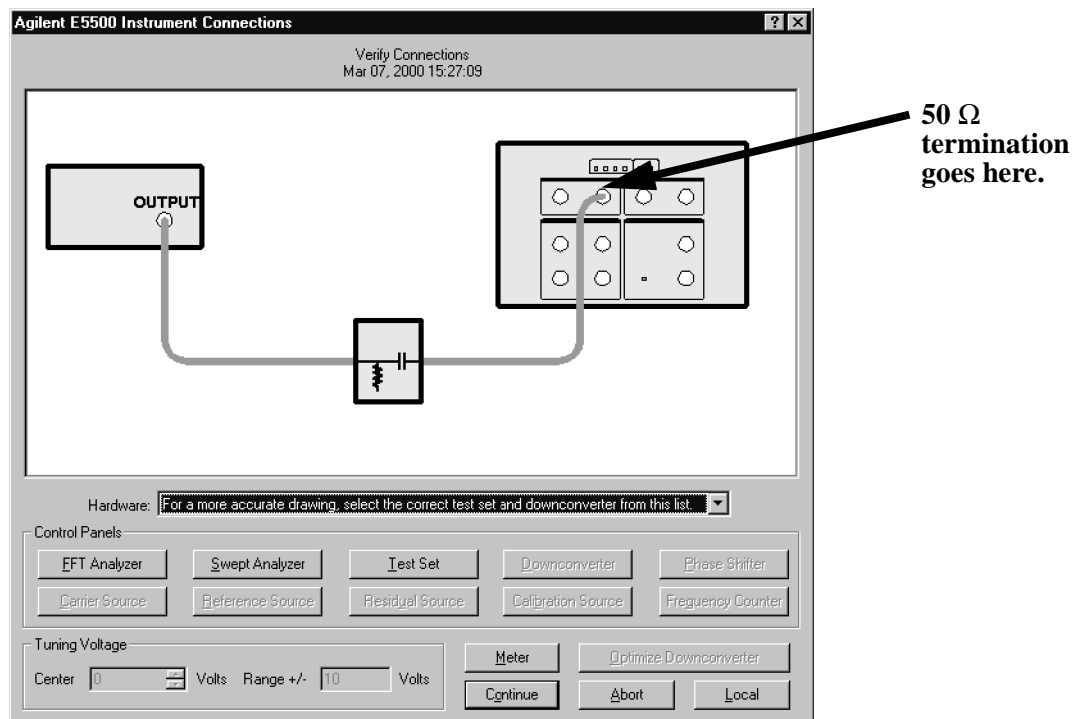 Agilent E5500 Instrument Connections
Verify Connections
Mar 07, 2000 15:27:09
OUTPUT
50 Ω
termination
goes here.
Hardware: For a more accurate drawing, select the correct test set and downconverter from this list.
Control Panels
FFT Analyzer Swept Analyzer Test Set Downconverter Phase Shifter
Carrier Source Reference Source Residual Source Calibration Source Frequency Counter
Tuning Voltage
Center 0 Volts Range +/- 10 Volts
Meter Optimize Downconverter
Continue Abort Local